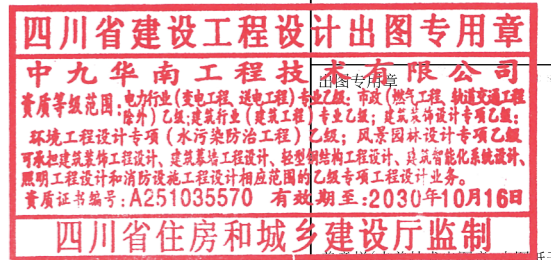 四川省建设工程设计出图专用章
中九华南工程技术有限公司
出图专用章
资质等级范围:电力行业(变电工程、送电工程)专业乙级;市政(燃气工程、轨道交通工程
除外)乙级;建筑行业(建筑工程)专业乙级;建筑装饰设计专项乙级;
环境工程设计专项(水污染防治工程)乙级;风景园林设计专项乙级
可承担建筑装饰工程设计、建筑幕墙工程设计、轻型钢结构工程设计、建筑智能化系统设计、
照明工程设计和消防设施工程设计相应范围的乙级专项工程设计业务。
资质证书编号:A251035570 有效期至:2030年10月16日
四川省住房和城乡建设厅监制